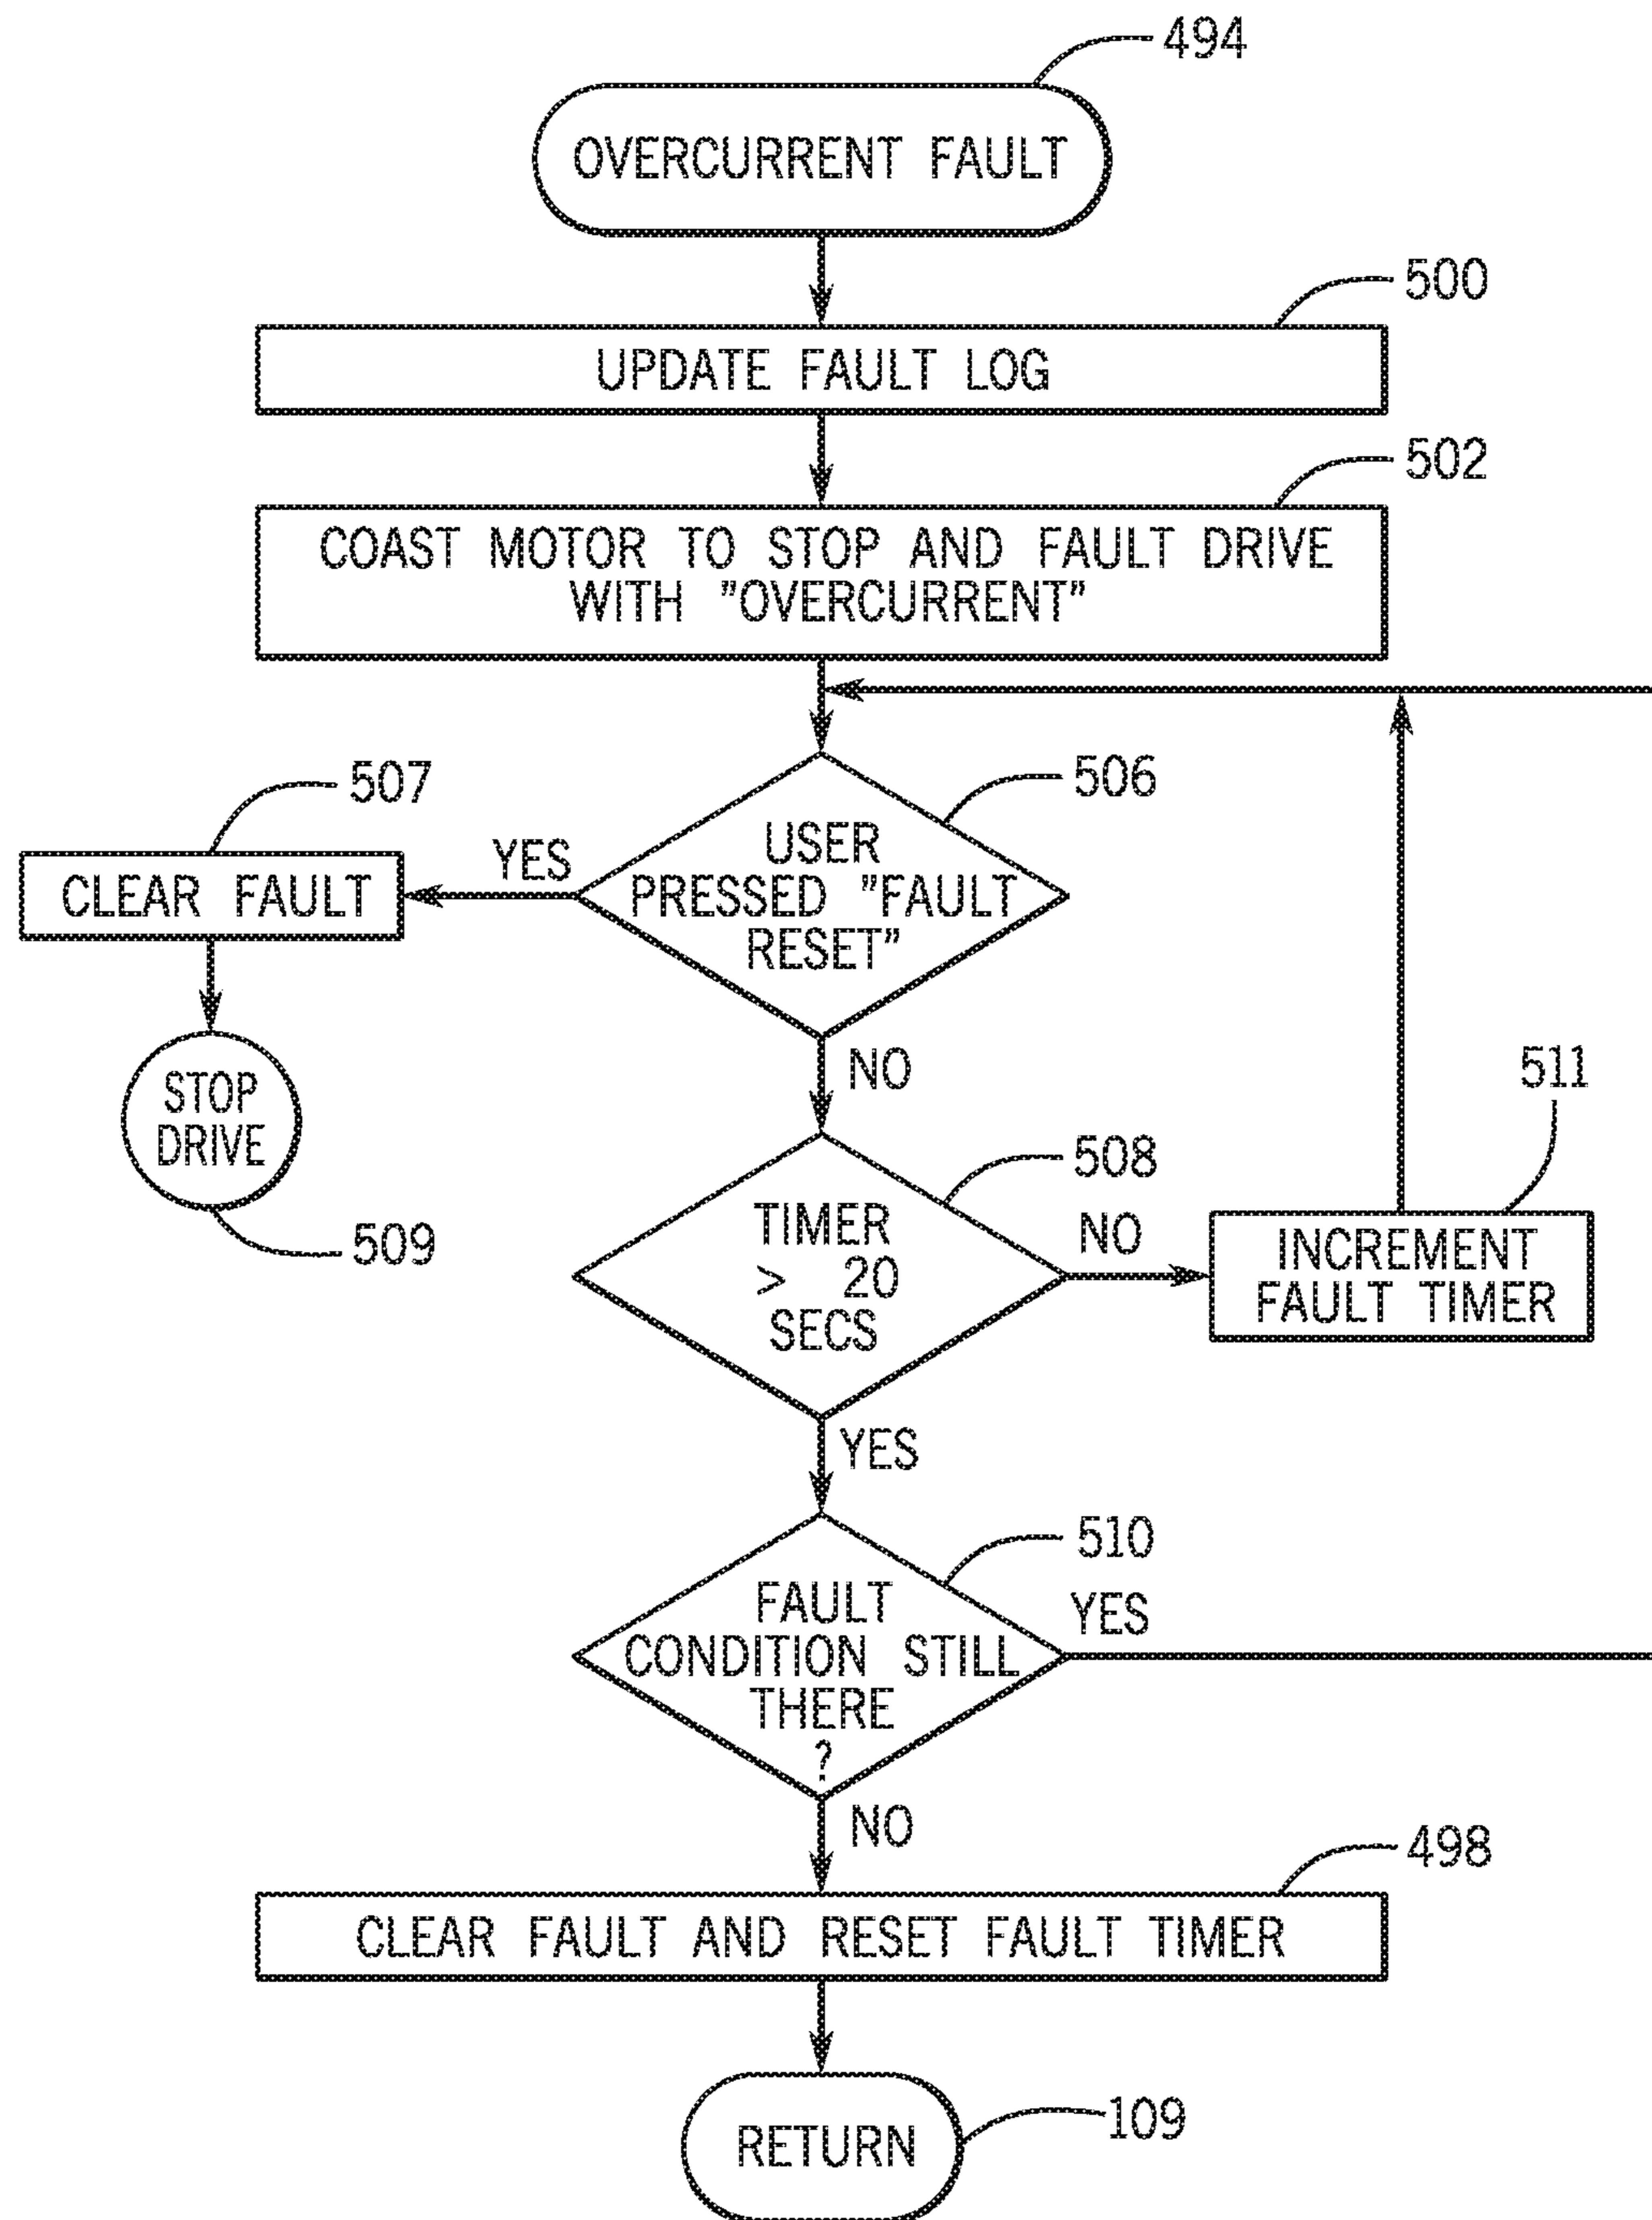 494
OVERCURRENT FAULT
500
UPDATE FAULT LOG
502
COAST MOTOR TO STOP AND FAULT DRIVE
WITH "OVERCURRENT"
507
506
CLEAR FAULT
YES
USER
PRESSED "FAULT
RESET"
NO
STOP
DRIVE
509
508
511
TIMER
> 20
SECS
NO
INCREMENT
FAULT TIMER
YES
510
FAULT
CONDITION STILL
THERE
?
YES
NO
498
CLEAR FAULT AND RESET FAULT TIMER
RETURN
109